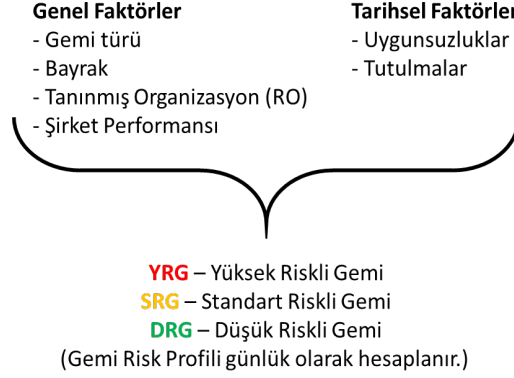 Genel Faktörler
- Gemi türü
- Bayrak
- Tanınmış Organizasyon (RO)
- Şirket Performansı
Tarihsel Faktörler
- Uygunsuzluklar
- Tutulmalar
YRG – Yüksek Riskli Gemi
SRG – Standart Riskli Gemi
DRG – Düşük Riskli Gemi
(Gemi Risk Profili günlük olarak hesaplanır.)